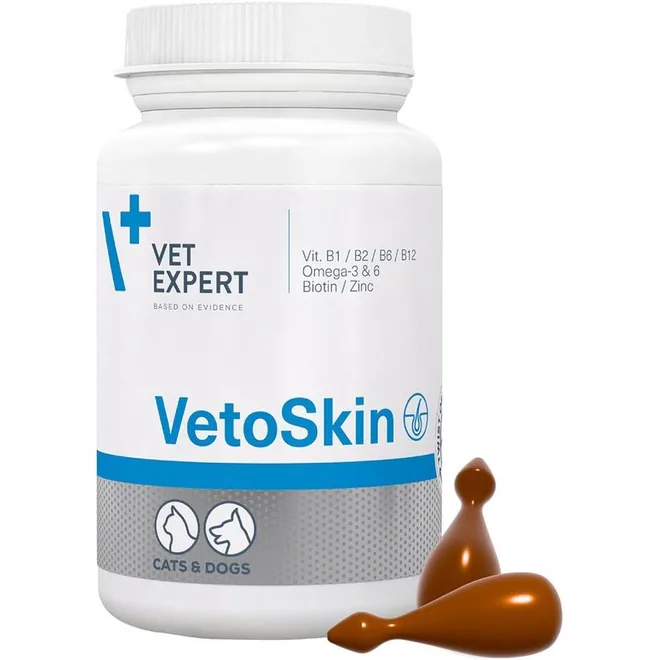 VET
EXPERT
BASED ON EVIDENCE
Vit. B1 / B2 / B6 / B12
Omega-3 & 6
Biotin / Zinc
VetoSkin
CATS & DOGS